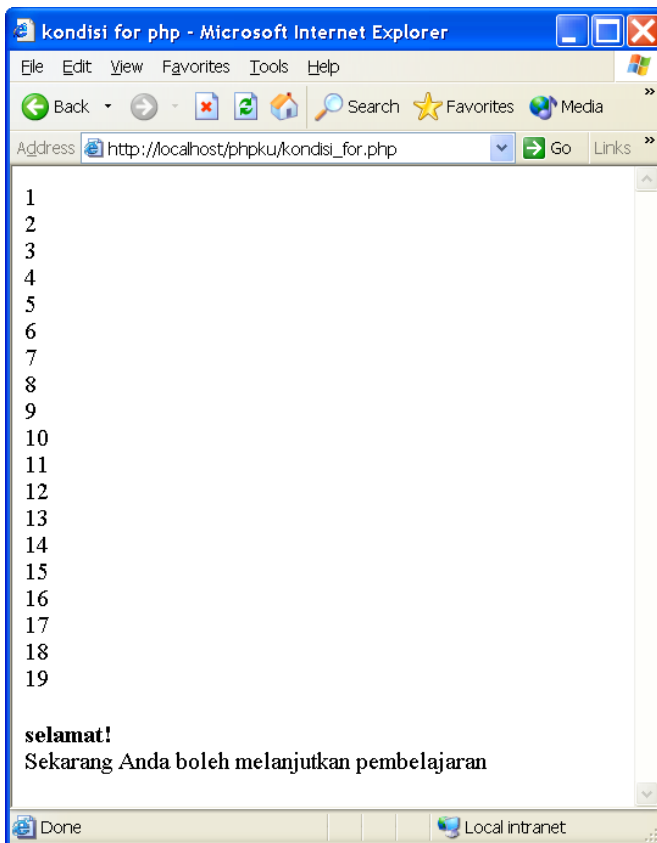 kondisi for php - Microsoft Internet Explorer
File Edit View Favorites Tools Help
Back Search Favorites Media »
Address http://localhost/phpku/kondisi_for.php Go Links »
1
2
3
4
5
6
7
8
9
10
11
12
13
14
15
16
17
18
19
selamat!
Sekarang Anda boleh melanjutkan pembelajaran
Done Local intranet